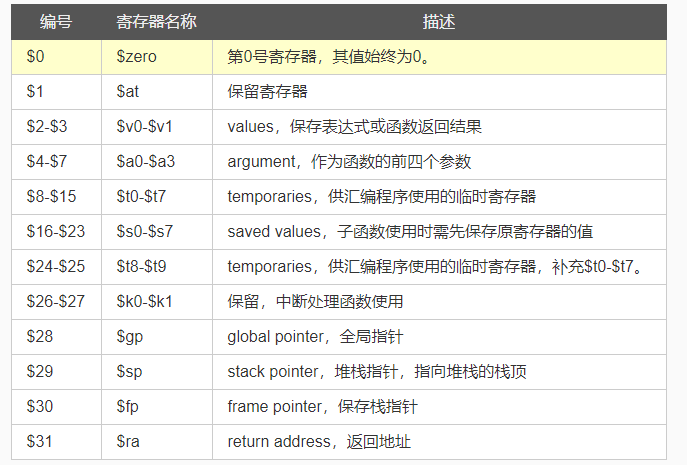 编号 寄存器名称 描述
$0 $zero 第0号寄存器，其值始终为0。
$1 $at 保留寄存器
$2-$3 $v0-$v1 values，保存表达式或函数返回结果
$4-$7 $a0-$a3 argument，作为函数的前四个参数
$8-$15 $t0-$t7 temporaries，供汇编程序使用的临时寄存器
$16-$23 $s0-$s7 saved values，子函数使用时需先保存原寄存器的值
$24-$25 $t8-$t9 temporaries，供汇编程序使用的临时寄存器，补充$t0-$t7。
$26-$27 $k0-$k1 保留，中断处理函数使用
$28 $gp global pointer，全局指针
$29 $sp stack pointer，堆栈指针，指向堆栈的栈顶
$30 $fp frame pointer，保存栈指针
$31 $ra return address，返回地址